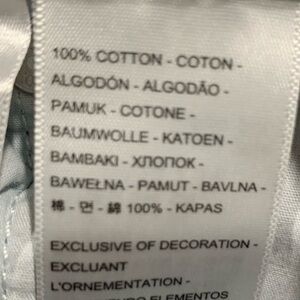 100% COTTON - COTON -
ALGODÓN - ALGODÃO -
PAMUK - COTONE -
BAUMWOLLE - KATOEN -
BAMBAKI - ХЛОПОК -
BAWEŁNA - PAMUT - BAVLNA -
棉 - 면 - 綿 100% - KAPAS
EXCLUSIVE OF DECORATION -
EXCLUANT
L'ORNEMENTATION -
ELEMENTOS